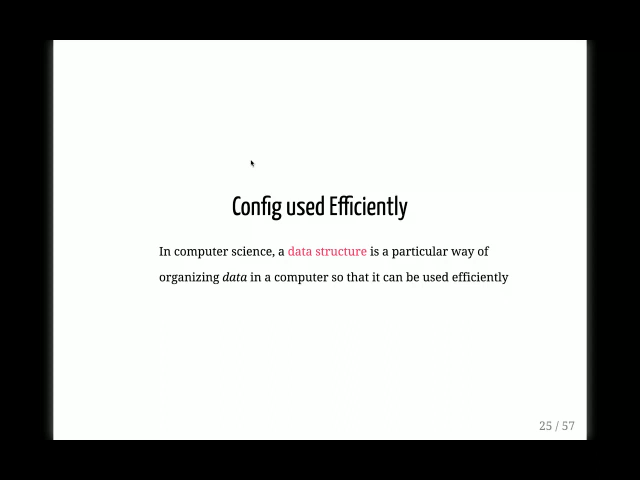 Config used Efficiently
In computer science, a data structure is a particular way of
organizing data in a computer so that it can be used efficiently
25 / 57